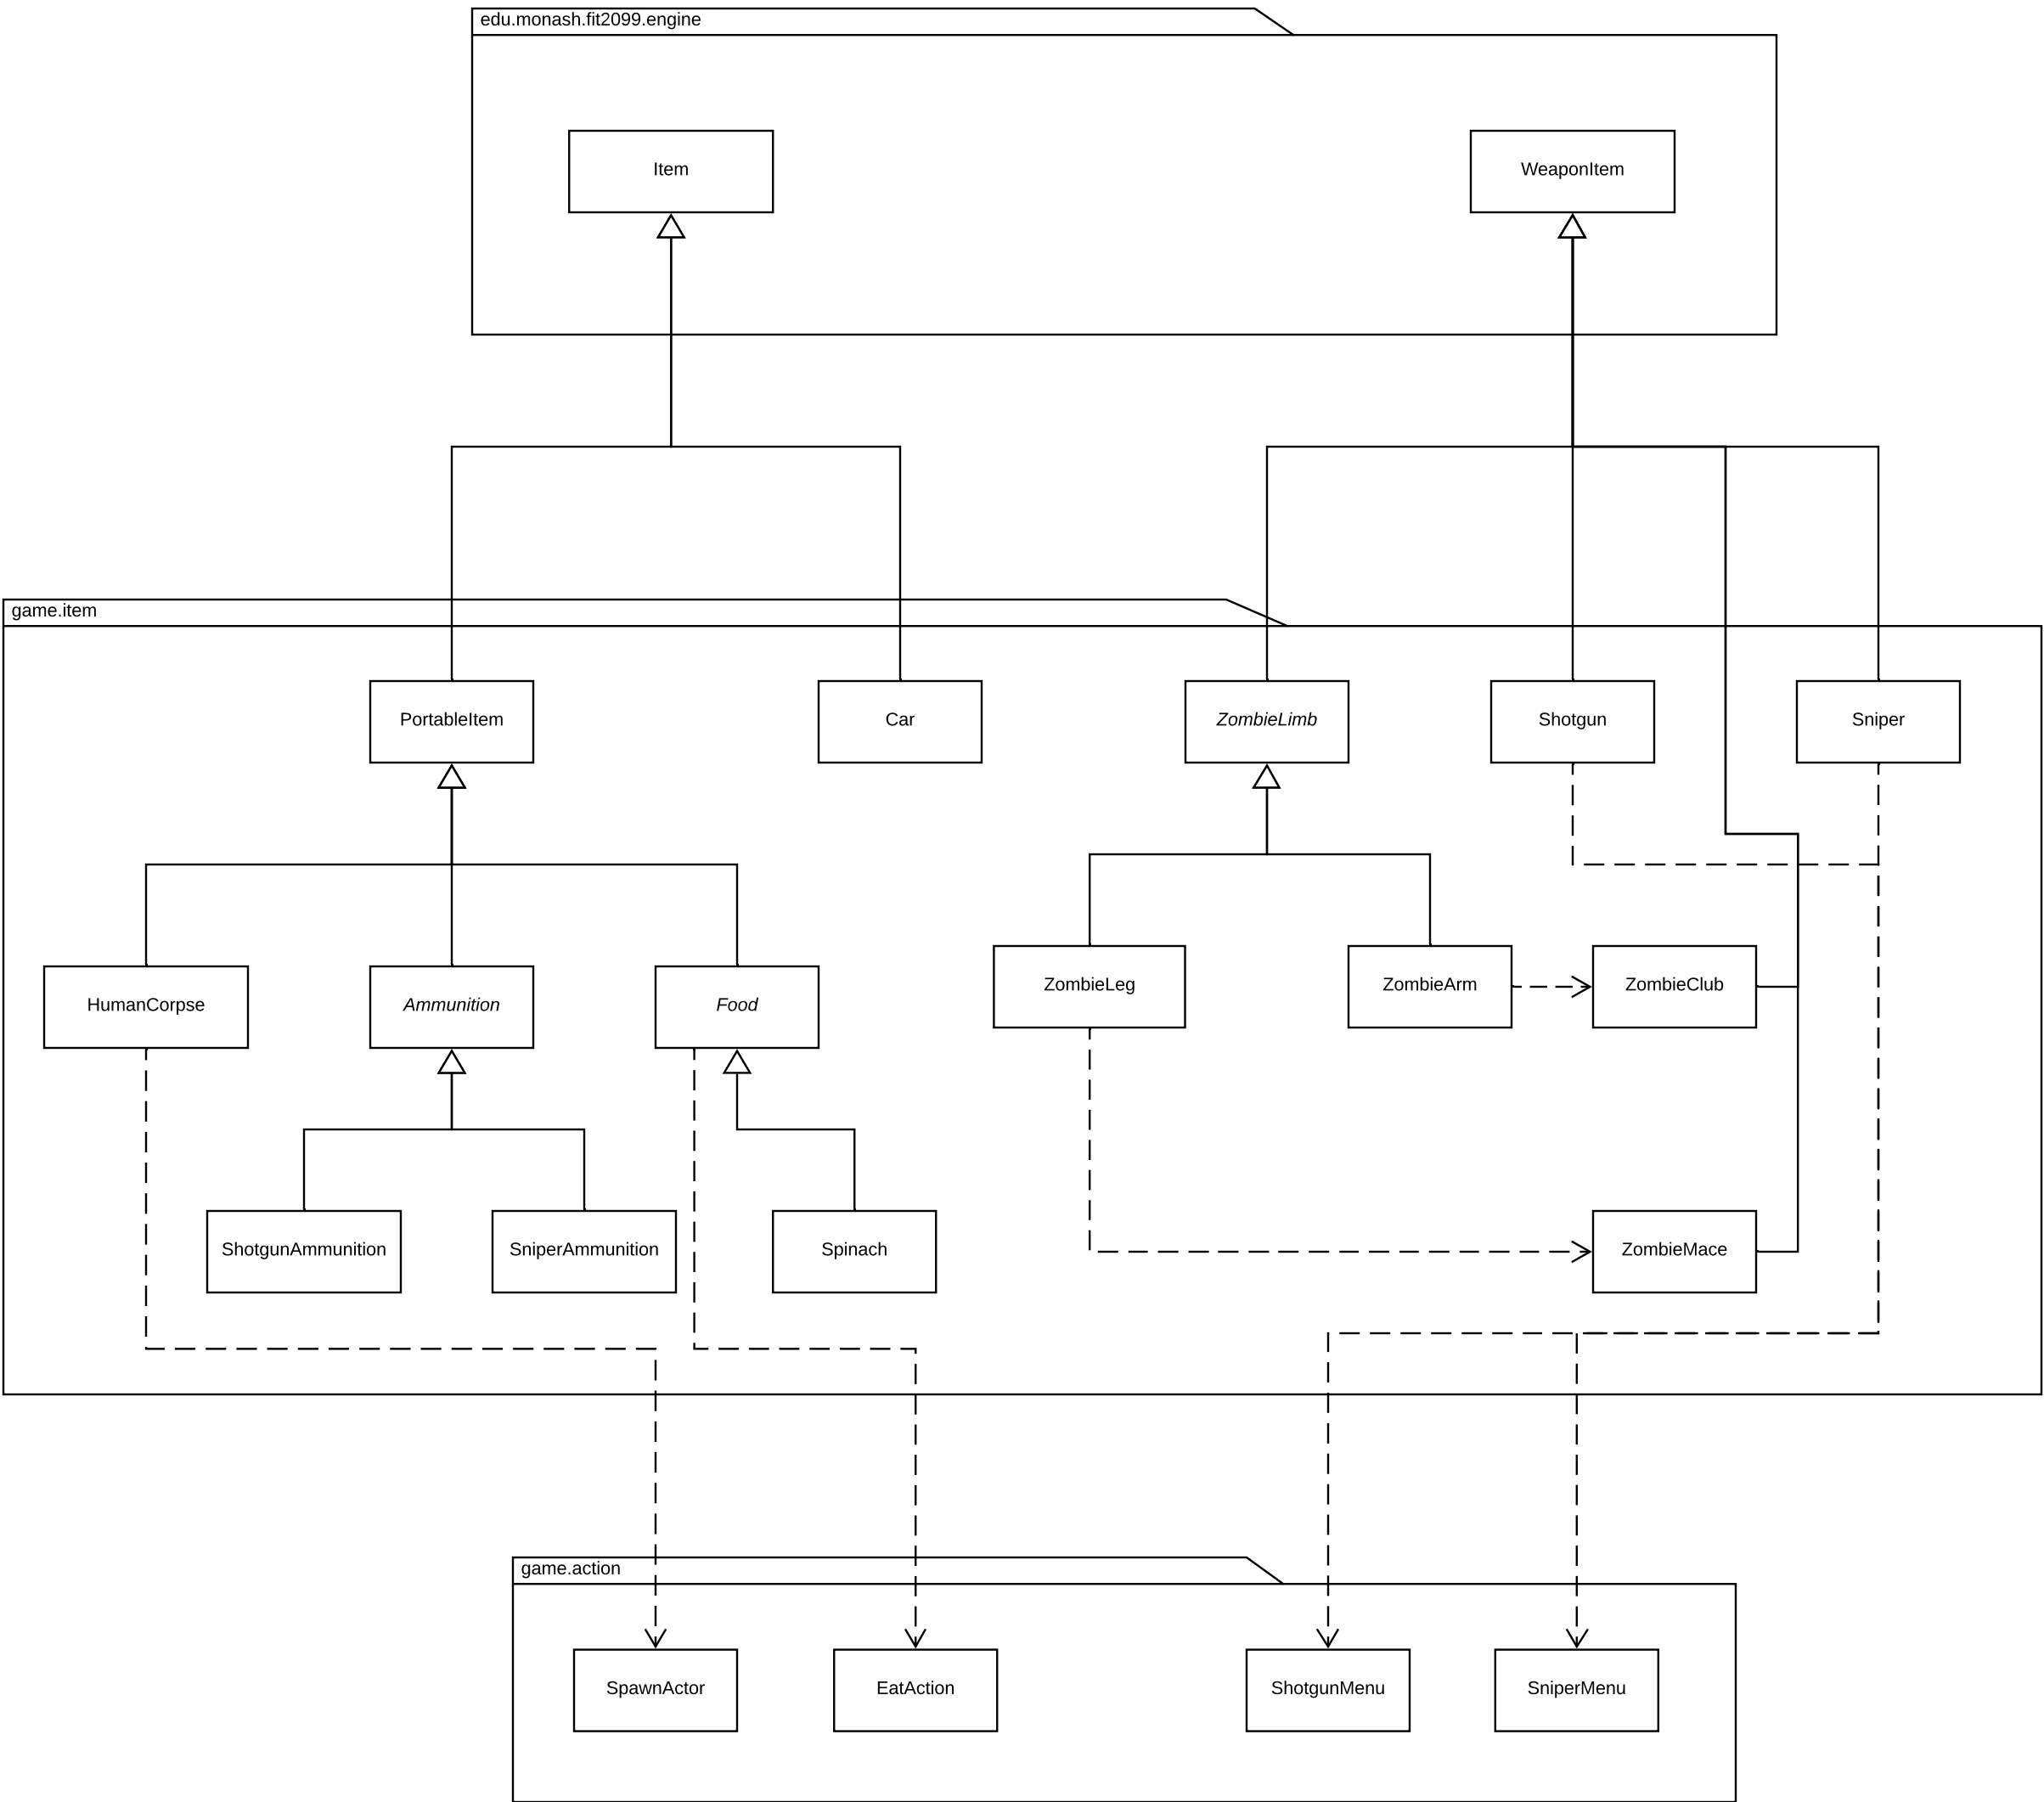 edu.monash.fit2099.engine
Item
WeaponItem
game.item
PortableItem
Car
ZombieLimb
Shotgun
Sniper
HumanCorpse
Ammunition
Food
ZombieLeg
ZombieArm
ZombieClub
ShotgunAmmunition
SniperAmmunition
Spinach
ZombieMace
game.action
SpawnActor
EatAction
ShotgunMenu
SniperMenu